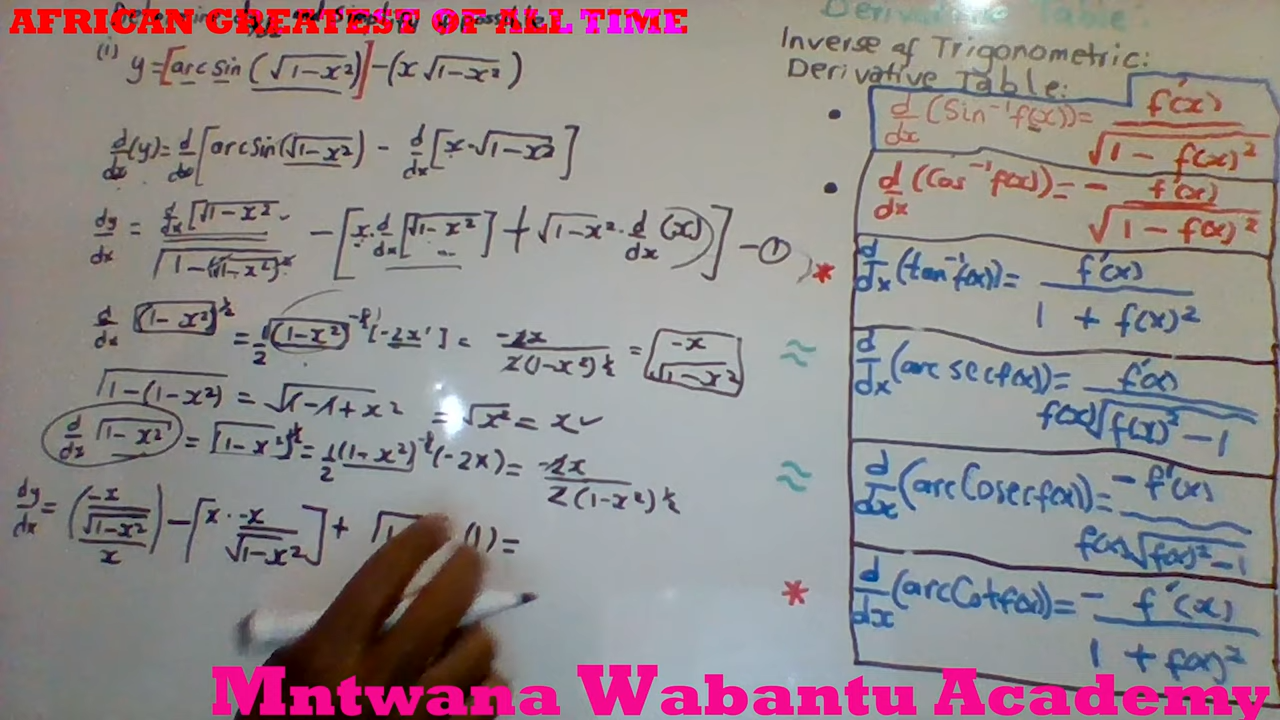 AFRICAN GREATEST OF ALL TIME
(i) y = [arc sin (√1-x²)] - (x √1-x²)
d/dx (y) = d/dx [arc sin (√1-x²) - d/dx [x · √1-x²]
dy/dx = d/dx [√1-x² / √1-(√1-x²)² - [x · d/dx [√1-x²] + √1-x² · d/dx (x)] - ①
d/dx (1-x²)^½ = 1/2 (1-x²)^-½ [-2x¹] = -2x / 2(1-x²)½ = -x / √1-x²
√1-(1-x²) = √1-1+x² = √x² = x ✓
d/dx √1-x² = [1-x²]^½ = 1/2 (1-x²)^-½ (-2x) = -2x / 2(1-x²)½
dy/dx = (-x / √1-x² / x) - [x · -x / √1-x²] + √1 (1) =
Derivative Table
Inverse of Trigonometric:
Derivative Table:
• d/dx (Sin⁻¹f(x)) = f'(x) / √1 - f(x)²
• d/dx (Cos⁻¹f(x)) = - f'(x) / √1 - f(x)²
* d/dx (tan⁻¹f(x)) = f'(x) / 1 + f(x)²
≈ d/dx (arc sec f(x)) = f'(x) / f(x)√f(x)² - 1
≈ d/dx (arc Cosec f(x)) = - f'(x) / f(x)√f(x)² - 1
* d/dx (arc Cot f(x)) = - f'(x) / 1 + f(x)²
Mntwana Wabantu Academy